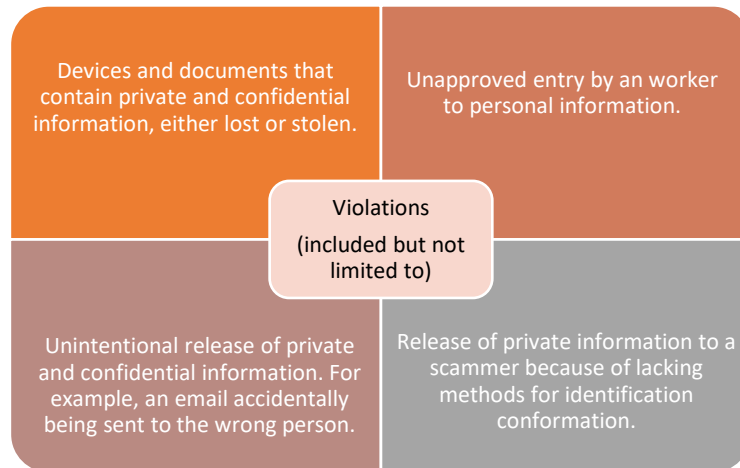 Devices and documents that
contain private and confidential
information, either lost or stolen.
Unapproved entry by an worker
to personal information.
Violations
(included but not
limited to)
Unintentional release of private
and confidential information. For
example, an email accidentally
being sent to the wrong person.
Release of private information to a
scammer because of lacking
methods for identification
conformation.